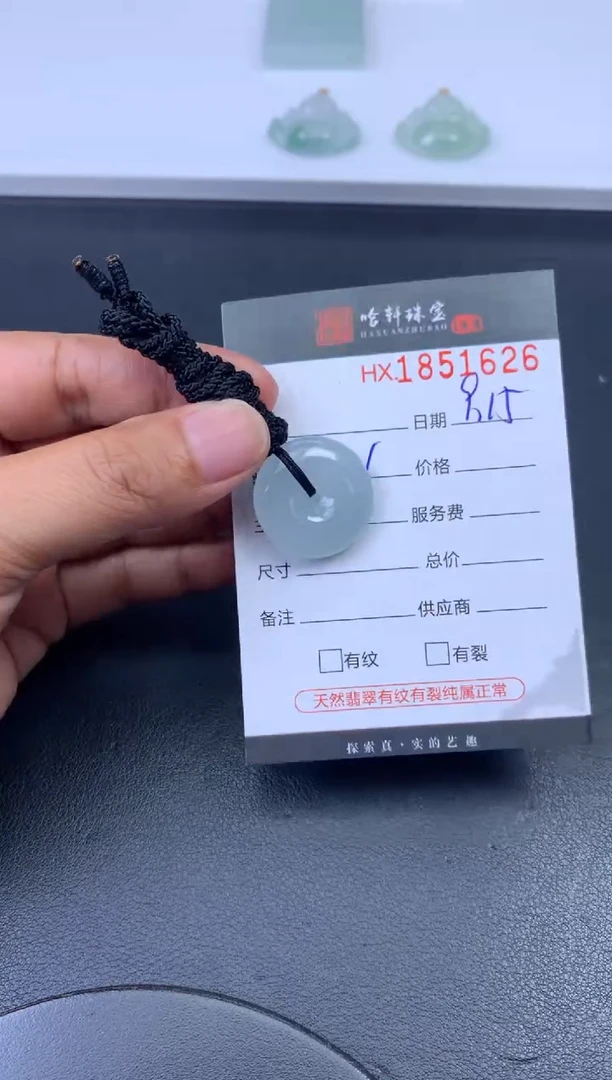 哈轩珠宝
HAXUANZHUBAO
HX.1851626
日期 8.15
价格
服务费
尺寸 总价
备注 供应商
有纹 有裂
天然翡翠有纹有裂纯属正常
探索真·实的艺趣